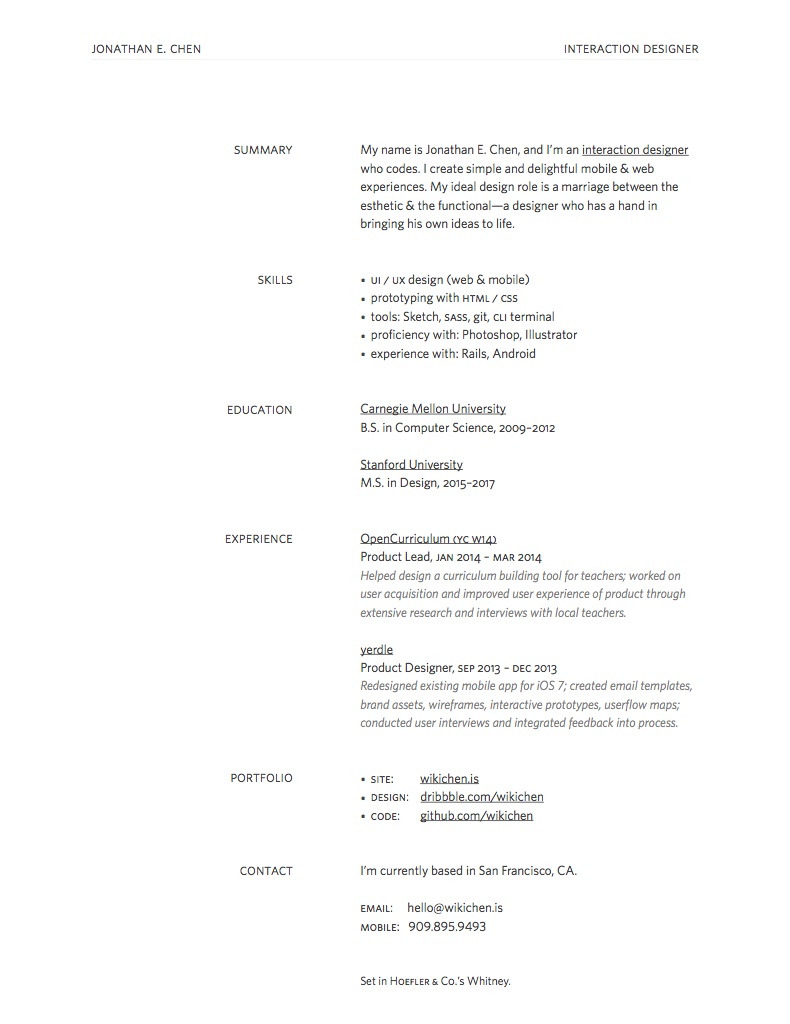 JONATHAN E. CHEN
INTERACTION DESIGNER
SUMMARY
My name is Jonathan E. Chen, and I'm an interaction designer
who codes. I create simple and delightful mobile & web
experiences. My ideal design role is a marriage between the
esthetic & the functional—a designer who has a hand in
bringing his own ideas to life.
SKILLS
▪ UI / UX design (web & mobile)
▪ prototyping with HTML / CSS
▪ tools: Sketch, SASS, git, CLI terminal
▪ proficiency with: Photoshop, Illustrator
▪ experience with: Rails, Android
EDUCATION
Carnegie Mellon University
B.S. in Computer Science, 2009–2012
Stanford University
M.S. in Design, 2015–2017
EXPERIENCE
OpenCurriculum (YC W14)
Product Lead, JAN 2014 – MAR 2014
Helped design a curriculum building tool for teachers; worked on
user acquisition and improved user experience of product through
extensive research and interviews with local teachers.
yerdle
Product Designer, SEP 2013 – DEC 2013
Redesigned existing mobile app for iOS 7; created email templates,
brand assets, wireframes, interactive prototypes, userflow maps;
conducted user interviews and integrated feedback into process.
PORTFOLIO
▪ SITE: wikichen.is
▪ DESIGN: dribbble.com/wikichen
▪ CODE: github.com/wikichen
CONTACT
I'm currently based in San Francisco, CA.
EMAIL: hello@wikichen.is
MOBILE: 909.895.9493
Set in HOEFLER & Co.'s Whitney.